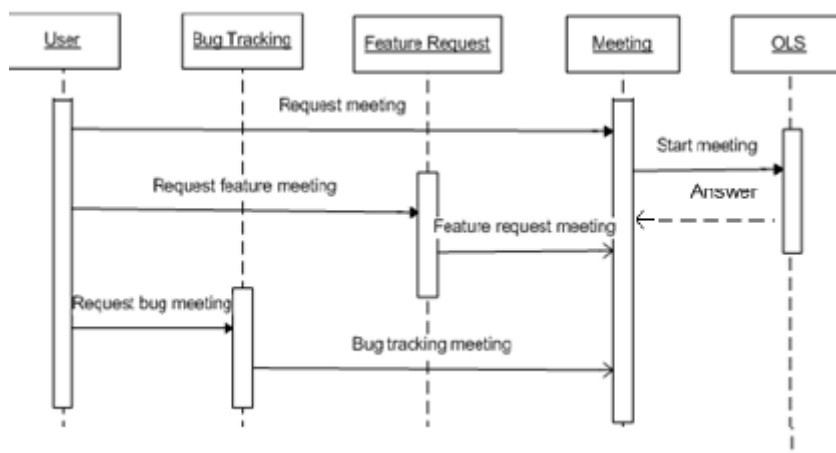 User
Bug Tracking
Feature Request
Meeting
OLS
Request meeting
Start meeting
Request feature meeting
Answer
Feature request meeting
Request bug meeting
Bug tracking meeting